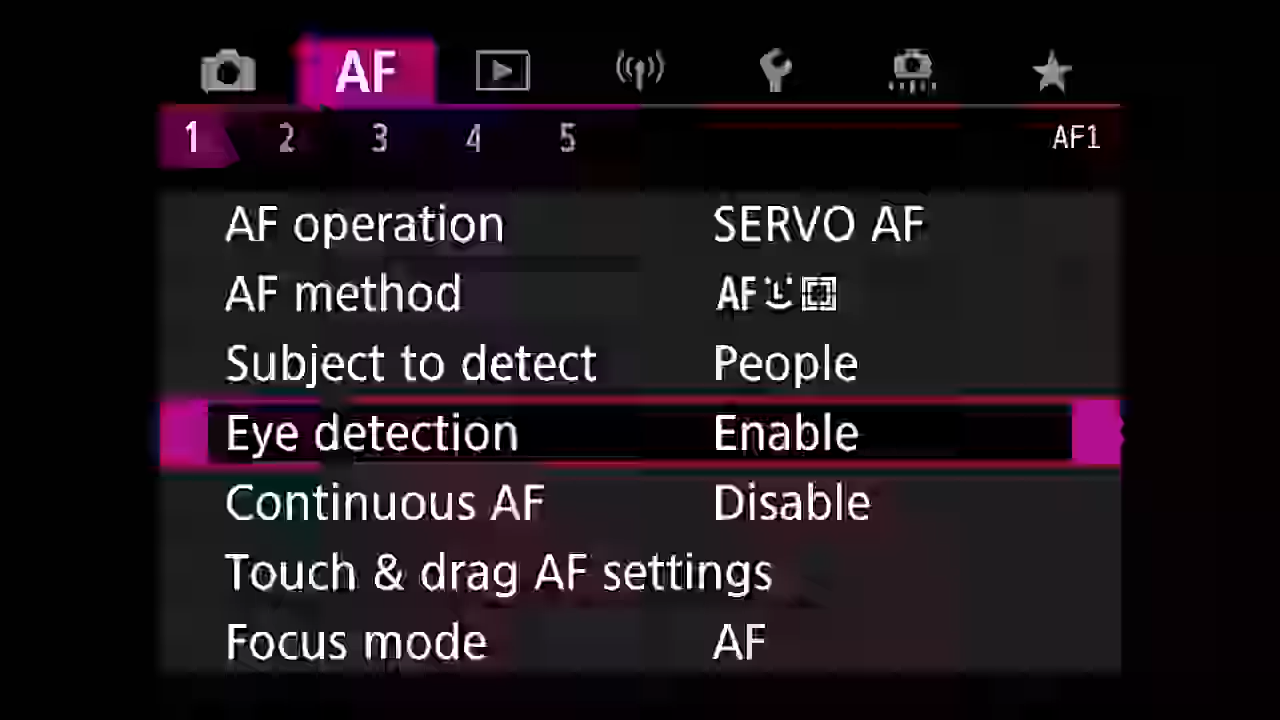 AF
1 2 3 4 5 AF1
AF operation SERVO AF
AF method AF
Subject to detect People
Eye detection Enable
Continuous AF Disable
Touch & drag AF settings
Focus mode AF